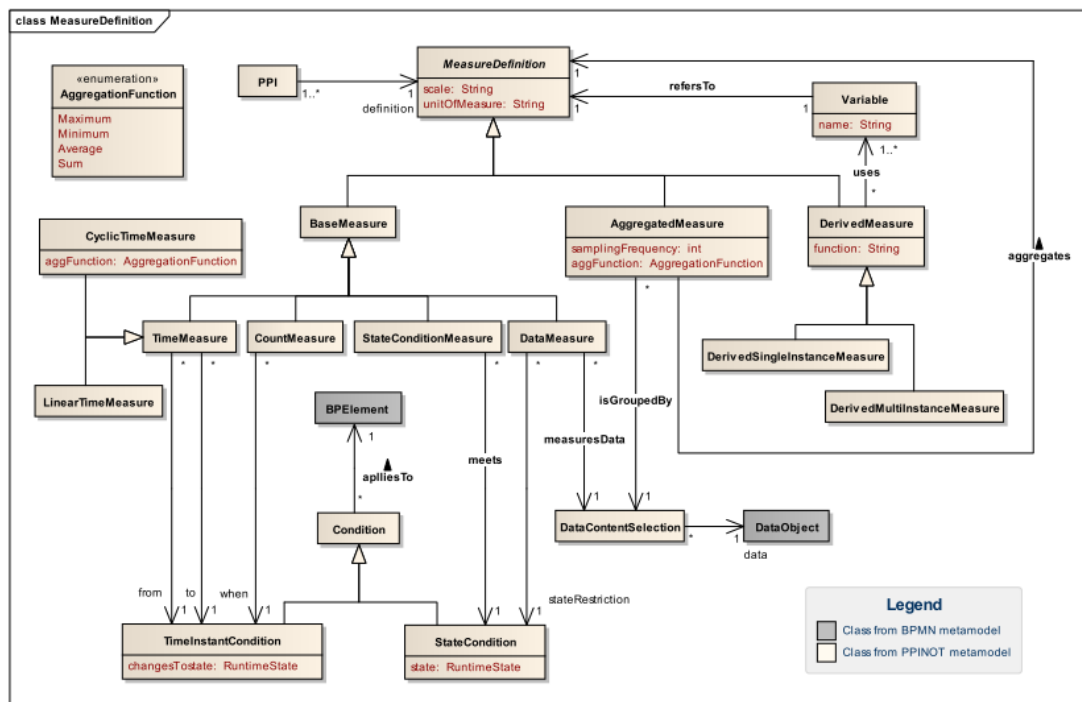 class MeasureDefinition
«enumeration»
AggregationFunction
Maximum
Minimum
Average
Sum
PPI
1..*
1
definition
MeasureDefinition
scale: String
unitOfMeasure: String
1
1
refersTo
1
Variable
name: String
1..*
uses
*
BaseMeasure
AggregatedMeasure
samplingFrequency: int
aggFunction: AggregationFunction
*
DerivedMeasure
function: String
aggregates
CyclicTimeMeasure
aggFunction: AggregationFunction
TimeMeasure
*
*
CountMeasure
*
StateConditionMeasure
*
DataMeasure
*
*
DerivedSingleInstanceMeasure
LinearTimeMeasure
DerivedMultiInstanceMeasure
BPElement
1
isGroupedBy
measuresData
meets
aplliesTo
*
1
1
Condition
DataContentSelection
*
1
data
DataObject
from
1
to
1
when
1
1
1
stateRestriction
TimeInstantCondition
changesTostate: RuntimeState
StateCondition
state: RuntimeState
Legend
Class from BPMN metamodel
Class from PPINOT metamodel